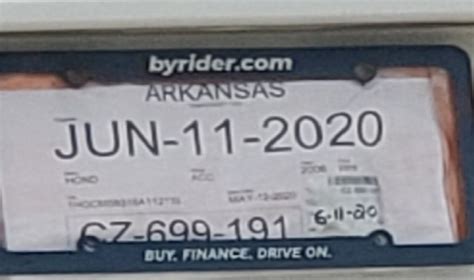 byrider.com
ARKANSAS
JUN-11-2020
HOND ACC 2006
MAY-12-2020
CZ-699-191 6-11-20
BUY. FINANCE. DRIVE ON.